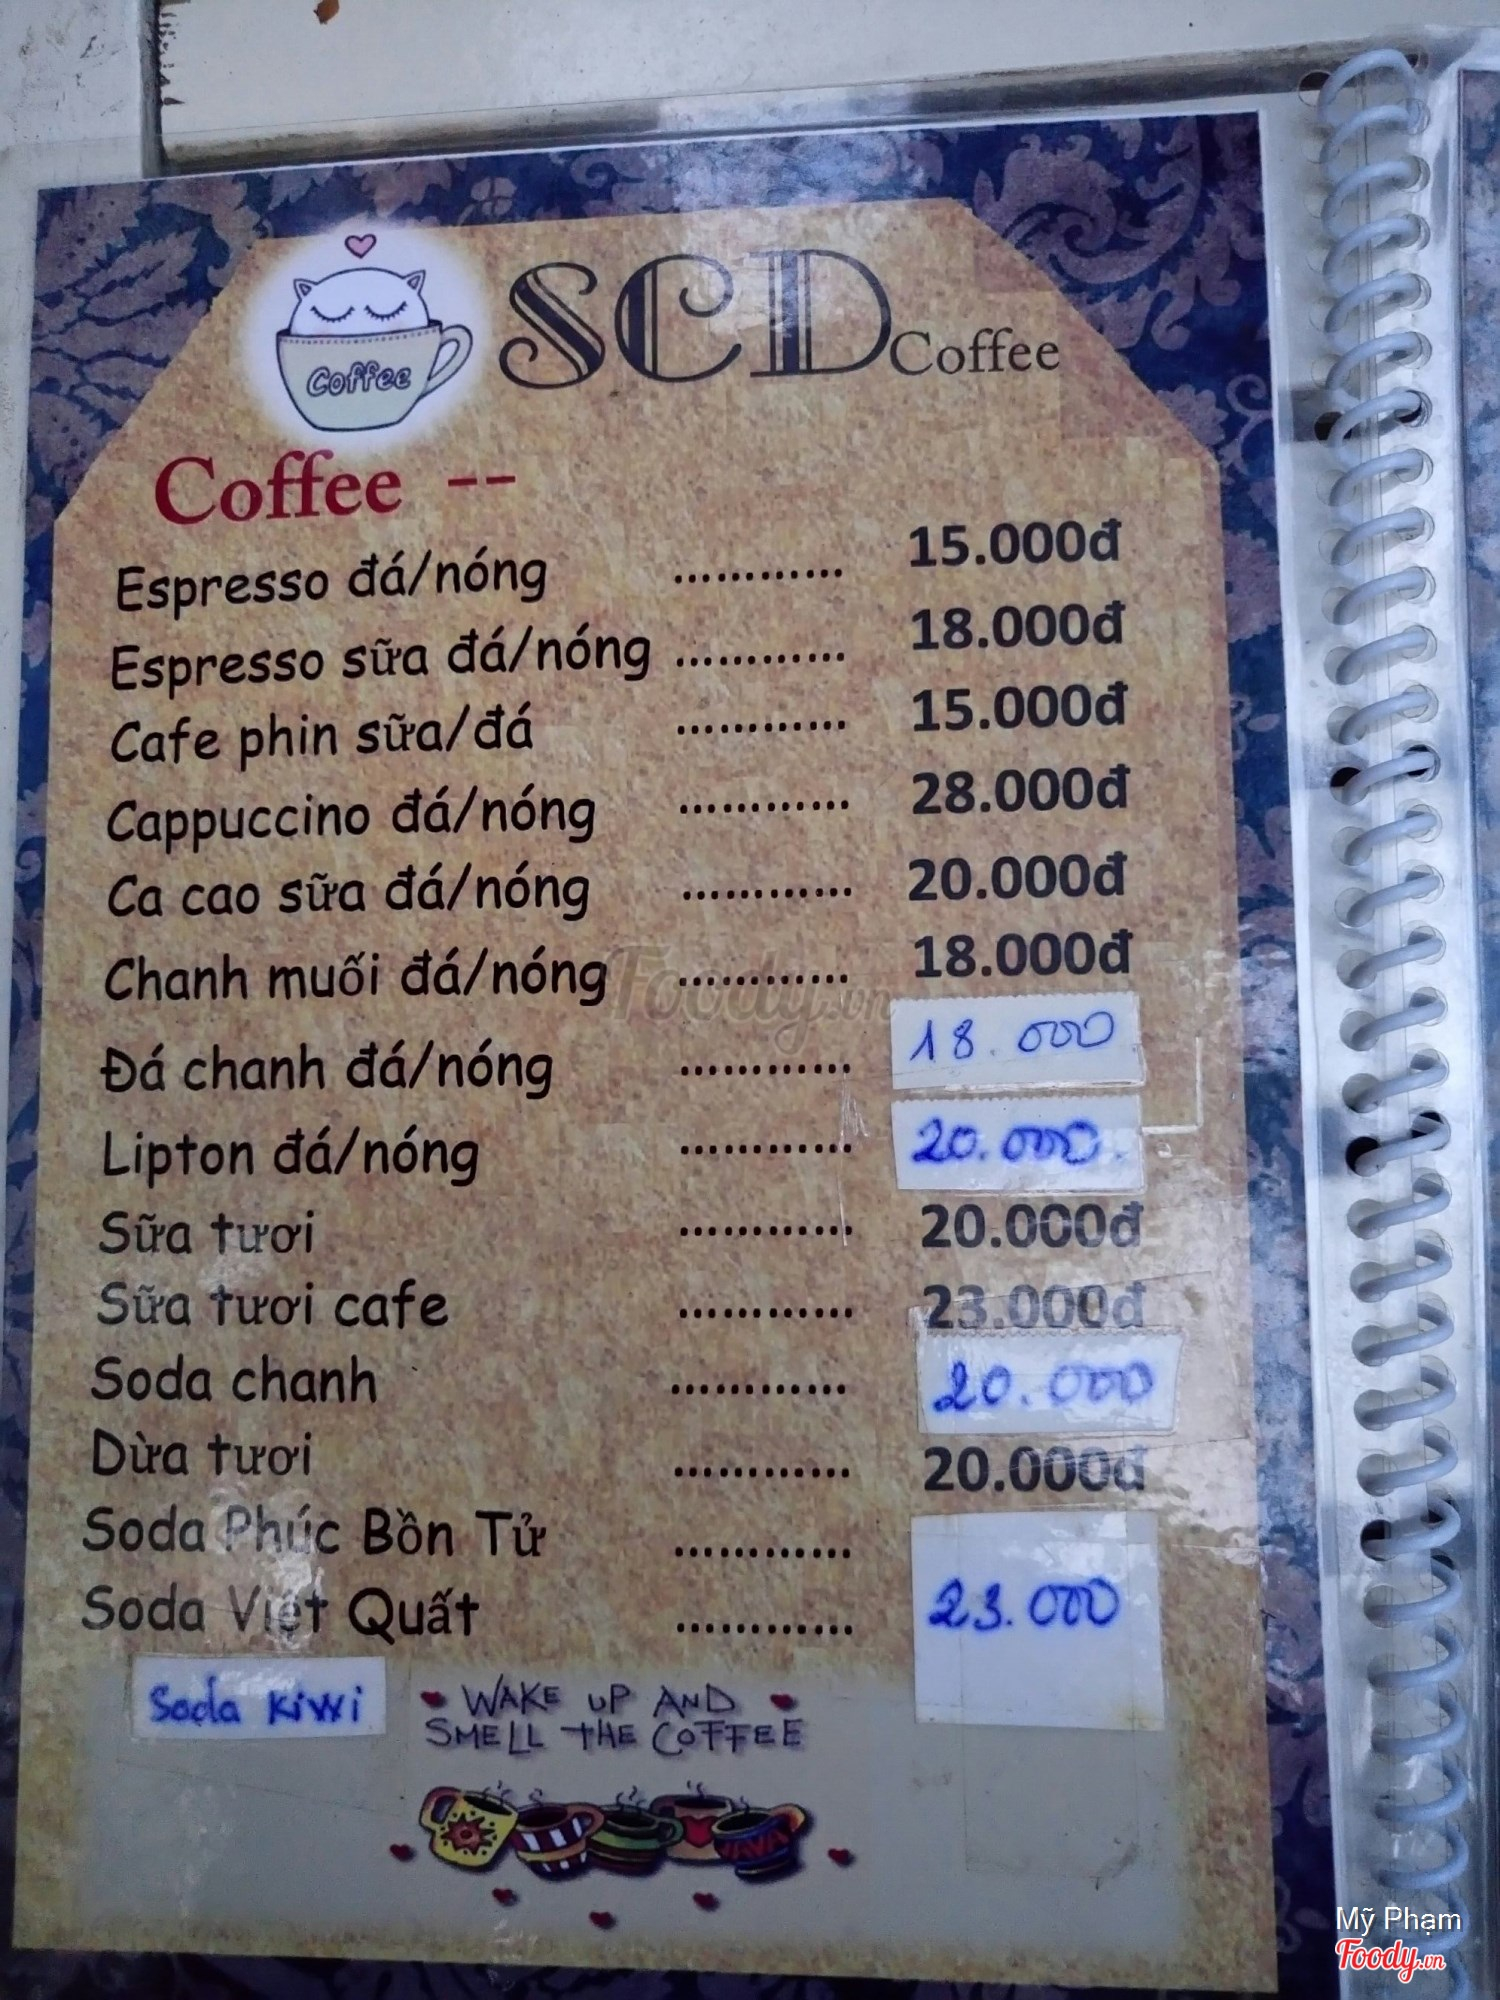 Coffee
SCD Coffee
Coffee --
Espresso đá/nóng ............ 15.000đ
Espresso sữa đá/nóng ............ 18.000đ
Cafe phin sữa/đá ............ 15.000đ
Cappuccino đá/nóng ............ 28.000đ
Ca cao sữa đá/nóng ............ 20.000đ
Chanh muối đá/nóng ............ 18.000đ
Foody.vn
Đá chanh đá/nóng ............ 18.000
Lipton đá/nóng ............ 20.000.
Sữa tươi ............ 20.000đ
Sữa tươi cafe ............ 23.000đ
Soda chanh ............ 20.000
Dừa tươi ............ 20.000đ
Soda Phúc Bồn Tử ............
Soda Việt Quất ............ 23.000
Soda Kiwi
WAKE UP AND
SMELL THE COFFEE
JAVA
Mỹ Phạm
Foody.vn